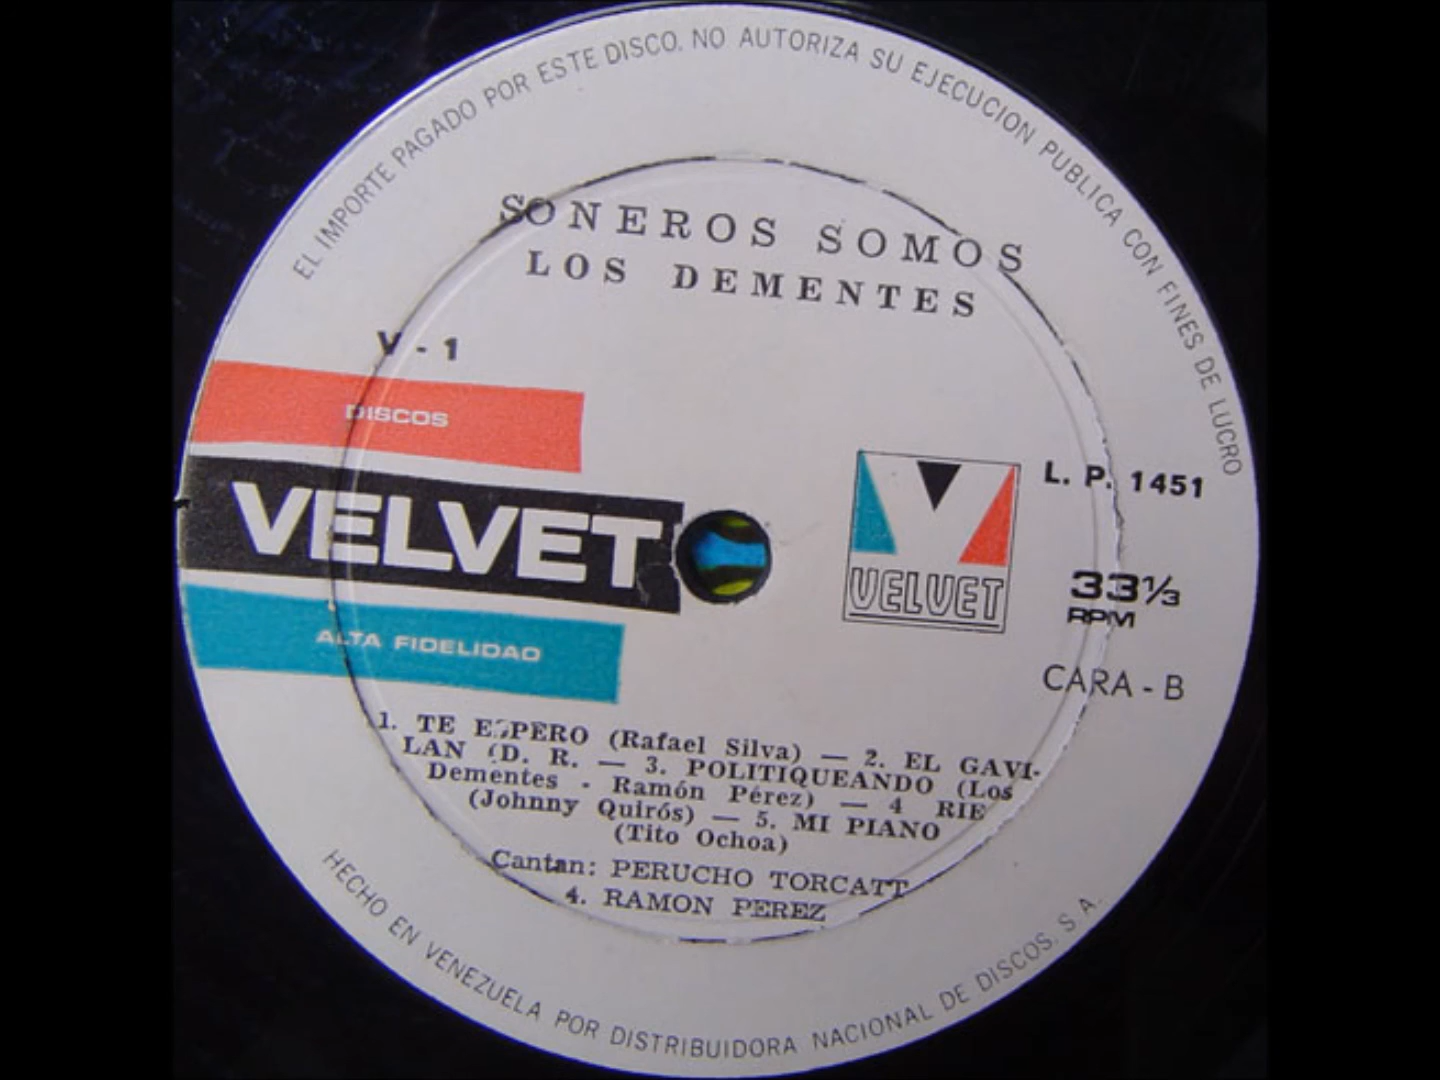 EL IMPORTE PAGADO POR ESTE DISCO. NO AUTORIZA SU EJECUCION PUBLICA CON FINES DE LUCRO
SONEROS SOMOS
LOS DEMENTES
V - 1
DISCOS
VELVET
ALTA FIDELIDAD
VELVET
L. P. 1451
33 1/3
RPM
CARA - B
1. TE ESPERO (Rafael Silva) — 2. EL GAVI-
LAN (D. R. — 3. POLITIQUEANDO (Los
Dementes - Ramón Pérez) — 4 RIE
(Johnny Quirós) — 5. MI PIANO
(Tito Ochoa)
Cantan: PERUCHO TORCATT
4. RAMON PEREZ
HECHO EN VENEZUELA POR DISTRIBUIDORA NACIONAL DE DISCOS. S A.